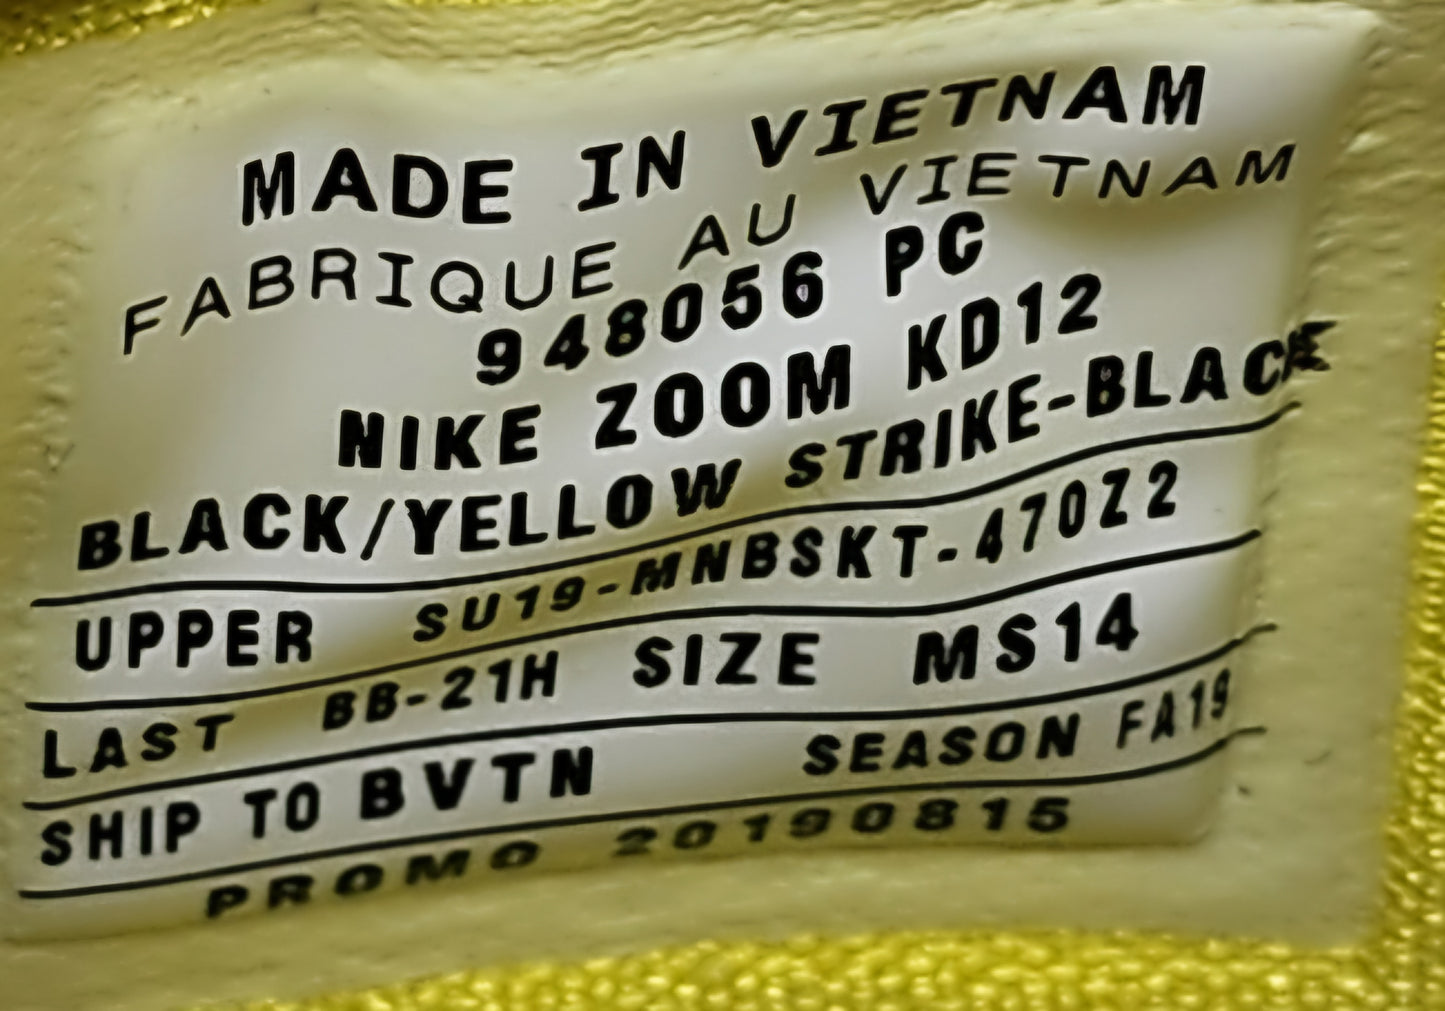 MADE IN VIETNAM
FABRIQUE AU VIETNAM
948056 PC
NIKE ZOOM KD12
BLACK/YELLOW STRIKE-BLACK
UPPER SU19-MNBSKT-470Z2
LAST BB-21H SIZE MS14
SHIP TO BVTN SEASON FA19
PROMO 20190815